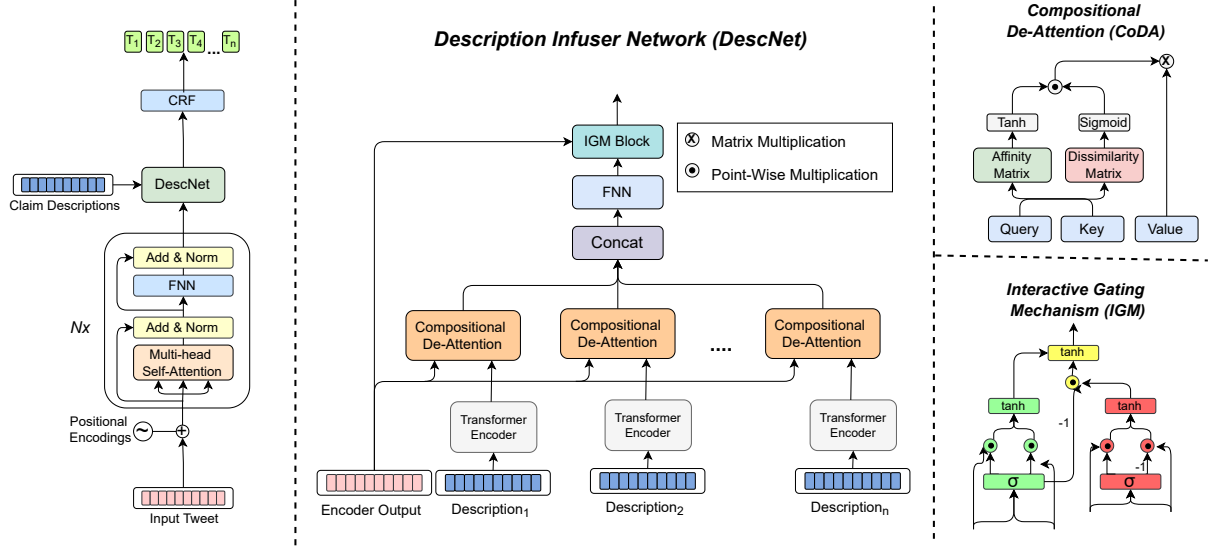 T1 T2 T3 T4 ... Tn
CRF
DescNet
Claim Descriptions
Add & Norm
FNN
Nx
Add & Norm
Multi-head
Self-Attention
Positional
Encodings
~
+
Input Tweet
Description Infuser Network (DescNet)
IGM Block
X Matrix Multiplication
Point-Wise Multiplication
FNN
Concat
Compositional
De-Attention
Compositional
De-Attention
....
Compositional
De-Attention
Transformer
Encoder
Transformer
Encoder
Transformer
Encoder
Encoder Output
Description1
Description2
Descriptionn
Compositional
De-Attention (CoDA)
X
Tanh
Sigmoid
Affinity
Matrix
Dissimilarity
Matrix
Query
Key
Value
Interactive Gating
Mechanism (IGM)
tanh
tanh
tanh
-1
-1
σ
σ